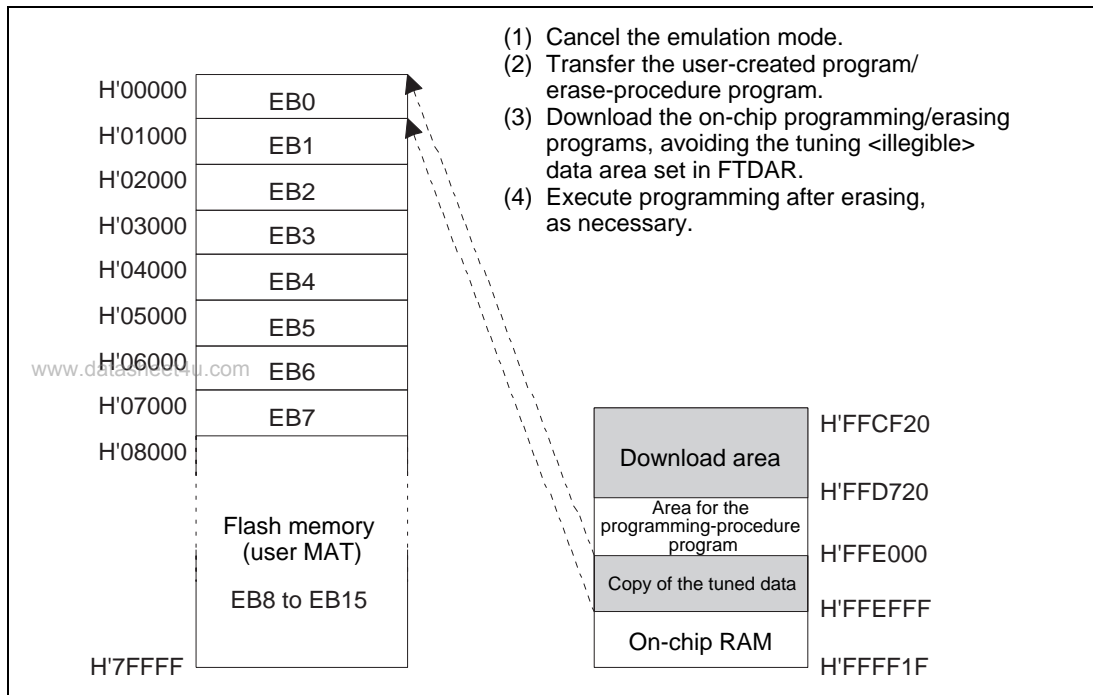 (1) Cancel the emulation mode.
(2) Transfer the user-created program/
erase-procedure program.
(3) Download the on-chip programming/erasing
programs, avoiding the tuning
data area set in FTDAR.
(4) Execute programming after erasing,
as necessary.
H'00000
EB0
H'01000
EB1
H'02000
EB2
H'03000
EB3
H'04000
EB4
H'05000
EB5
H'06000
www.datasheet4u.com
EB6
H'07000
EB7
H'08000
Flash memory
(user MAT)
EB8 to EB15
H'7FFFF
H'FFCF20
Download area
H'FFD720
Area for the
programming-procedure
program
H'FFE000
Copy of the tuned data
H'FFEFFF
On-chip RAM
H'FFFF1F